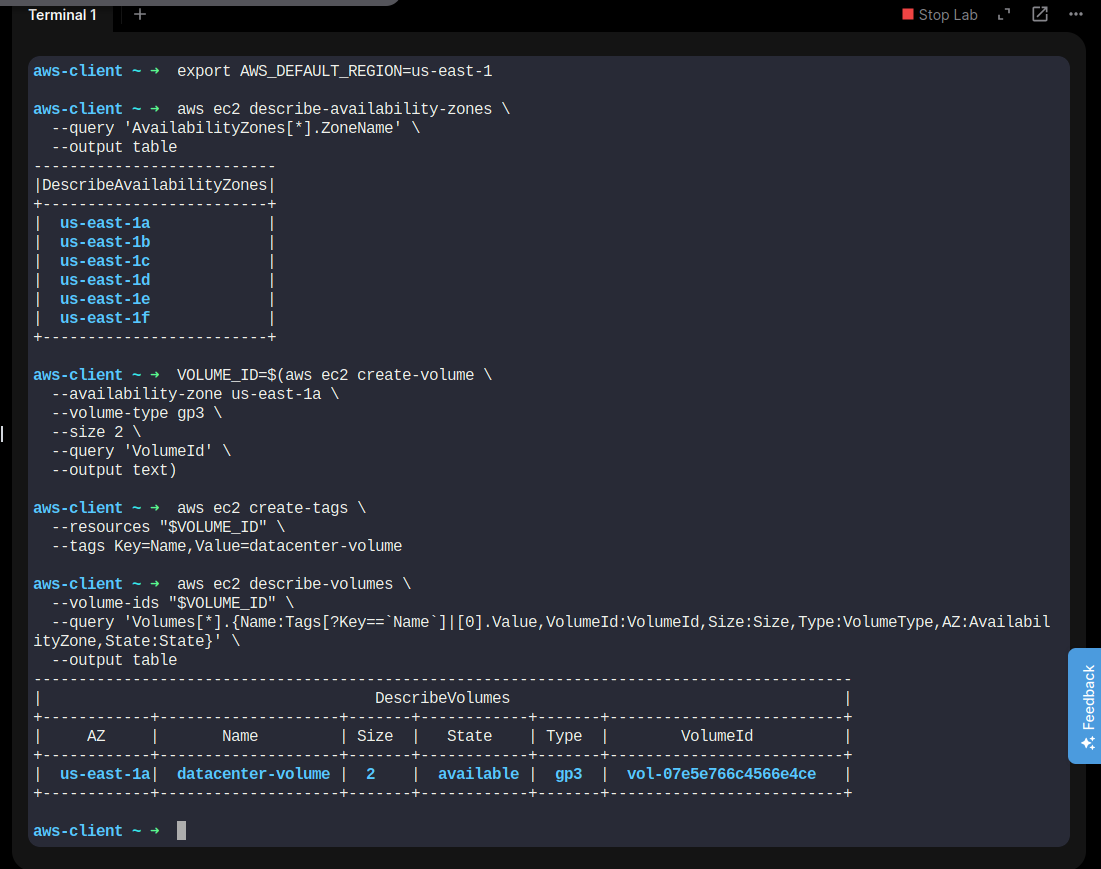 Terminal 1
+
Stop Lab
aws-client ~ ➜  export AWS_DEFAULT_REGION=us-east-1
aws-client ~ ➜  aws ec2 describe-availability-zones \
  --query 'AvailabilityZones[*].ZoneName' \
  --output table
---------------------------
|DescribeAvailabilityZones|
+-------------------------+
|  us-east-1a             |
|  us-east-1b             |
|  us-east-1c             |
|  us-east-1d             |
|  us-east-1e             |
|  us-east-1f             |
+-------------------------+
aws-client ~ ➜  VOLUME_ID=$(aws ec2 create-volume \
  --availability-zone us-east-1a \
  --volume-type gp3 \
  --size 2 \
  --query 'VolumeId' \
  --output text)
aws-client ~ ➜  aws ec2 create-tags \
  --resources "$VOLUME_ID" \
  --tags Key=Name,Value=datacenter-volume
aws-client ~ ➜  aws ec2 describe-volumes \
  --volume-ids "$VOLUME_ID" \
  --query 'Volumes[*].{Name:Tags[?Key==`Name`]|[0].Value,VolumeId:VolumeId,Size:Size,Type:VolumeType,AZ:Availabil
ityZone,State:State}' \
  --output table
-------------------------------------------------------------------------------------------
|                                     DescribeVolumes                                     |
+------------+--------------------+-------+------------+-------+--------------------------+
|     AZ     |       Name         | Size  |   State    | Type  |        VolumeId          |
+------------+--------------------+-------+------------+-------+--------------------------+
|  us-east-1a|  datacenter-volume |  2    |  available |  gp3  |  vol-07e5e766c4566e4ce   |
+------------+--------------------+-------+------------+-------+--------------------------+
aws-client ~ ➜
Feedback